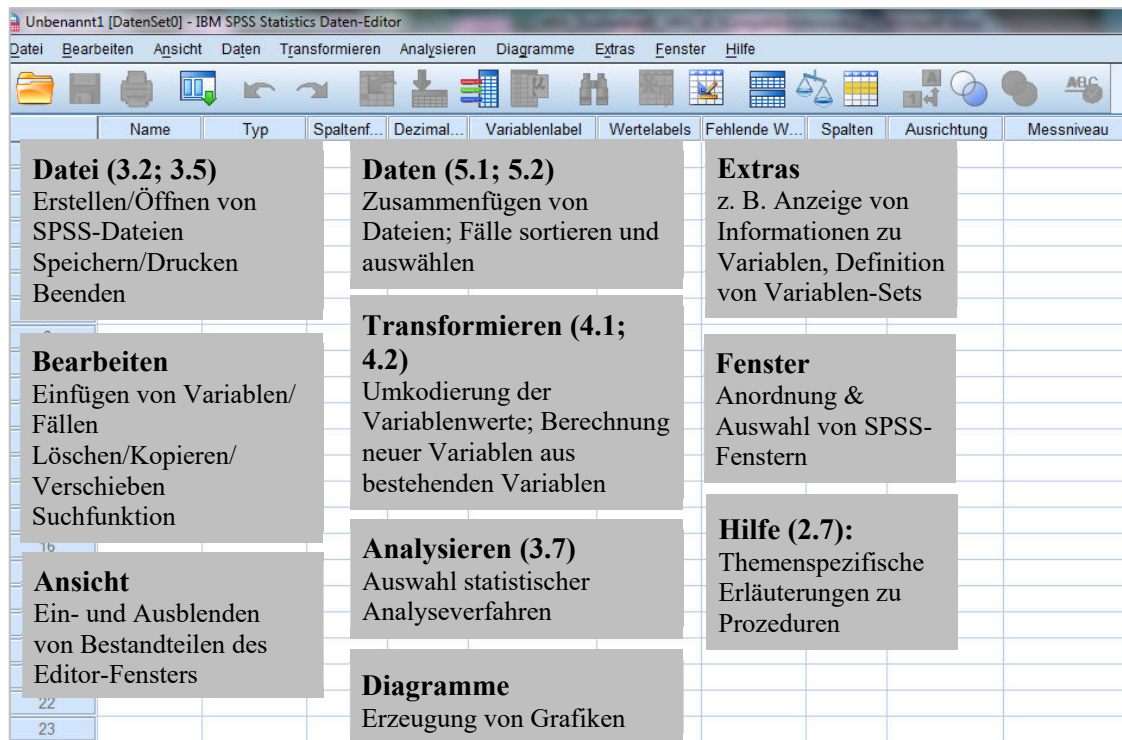 Unbenannt1 [DatenSet0] - IBM SPSS Statistics Daten-Editor
Datei Bearbeiten Ansicht Daten Transformieren Analysieren Diagramme Extras Fenster Hilfe
Name Typ Spaltenf... Dezimal... Variablenlabel Wertelabels Fehlende W... Spalten Ausrichtung Messniveau
Datei (3.2; 3.5)
Erstellen/Öffnen von
SPSS-Dateien
Speichern/Drucken
Beenden
Bearbeiten
Einfügen von Variablen/
Fällen
Löschen/Kopieren/
Verschieben
Suchfunktion
16
Ansicht
Ein- und Ausblenden
von Bestandteilen des
Editor-Fensters
22
23
Daten (5.1; 5.2)
Zusammenfügen von
Dateien; Fälle sortieren und
auswählen
Transformieren (4.1;
4.2)
Umkodierung der
Variablenwerte; Berechnung
neuer Variablen aus
bestehenden Variablen
Analysieren (3.7)
Auswahl statistischer
Analyseverfahren
Diagramme
Erzeugung von Grafiken
Extras
z. B. Anzeige von
Informationen zu
Variablen, Definition
von Variablen-Sets
Fenster
Anordnung &
Auswahl von SPSS-
Fenstern
Hilfe (2.7):
Themenspezifische
Erläuterungen zu
Prozeduren